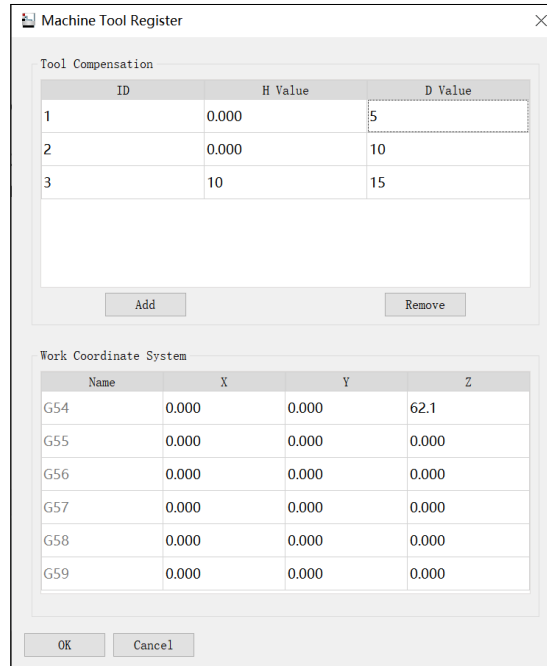 Machine Tool Register
Tool Compensation
ID H Value D Value
1 0.000 5
2 0.000 10
3 10 15
Add Remove
Work Coordinate System
Name X Y Z
G54 0.000 0.000 62.1
G55 0.000 0.000 0.000
G56 0.000 0.000 0.000
G57 0.000 0.000 0.000
G58 0.000 0.000 0.000
G59 0.000 0.000 0.000
OK Cancel